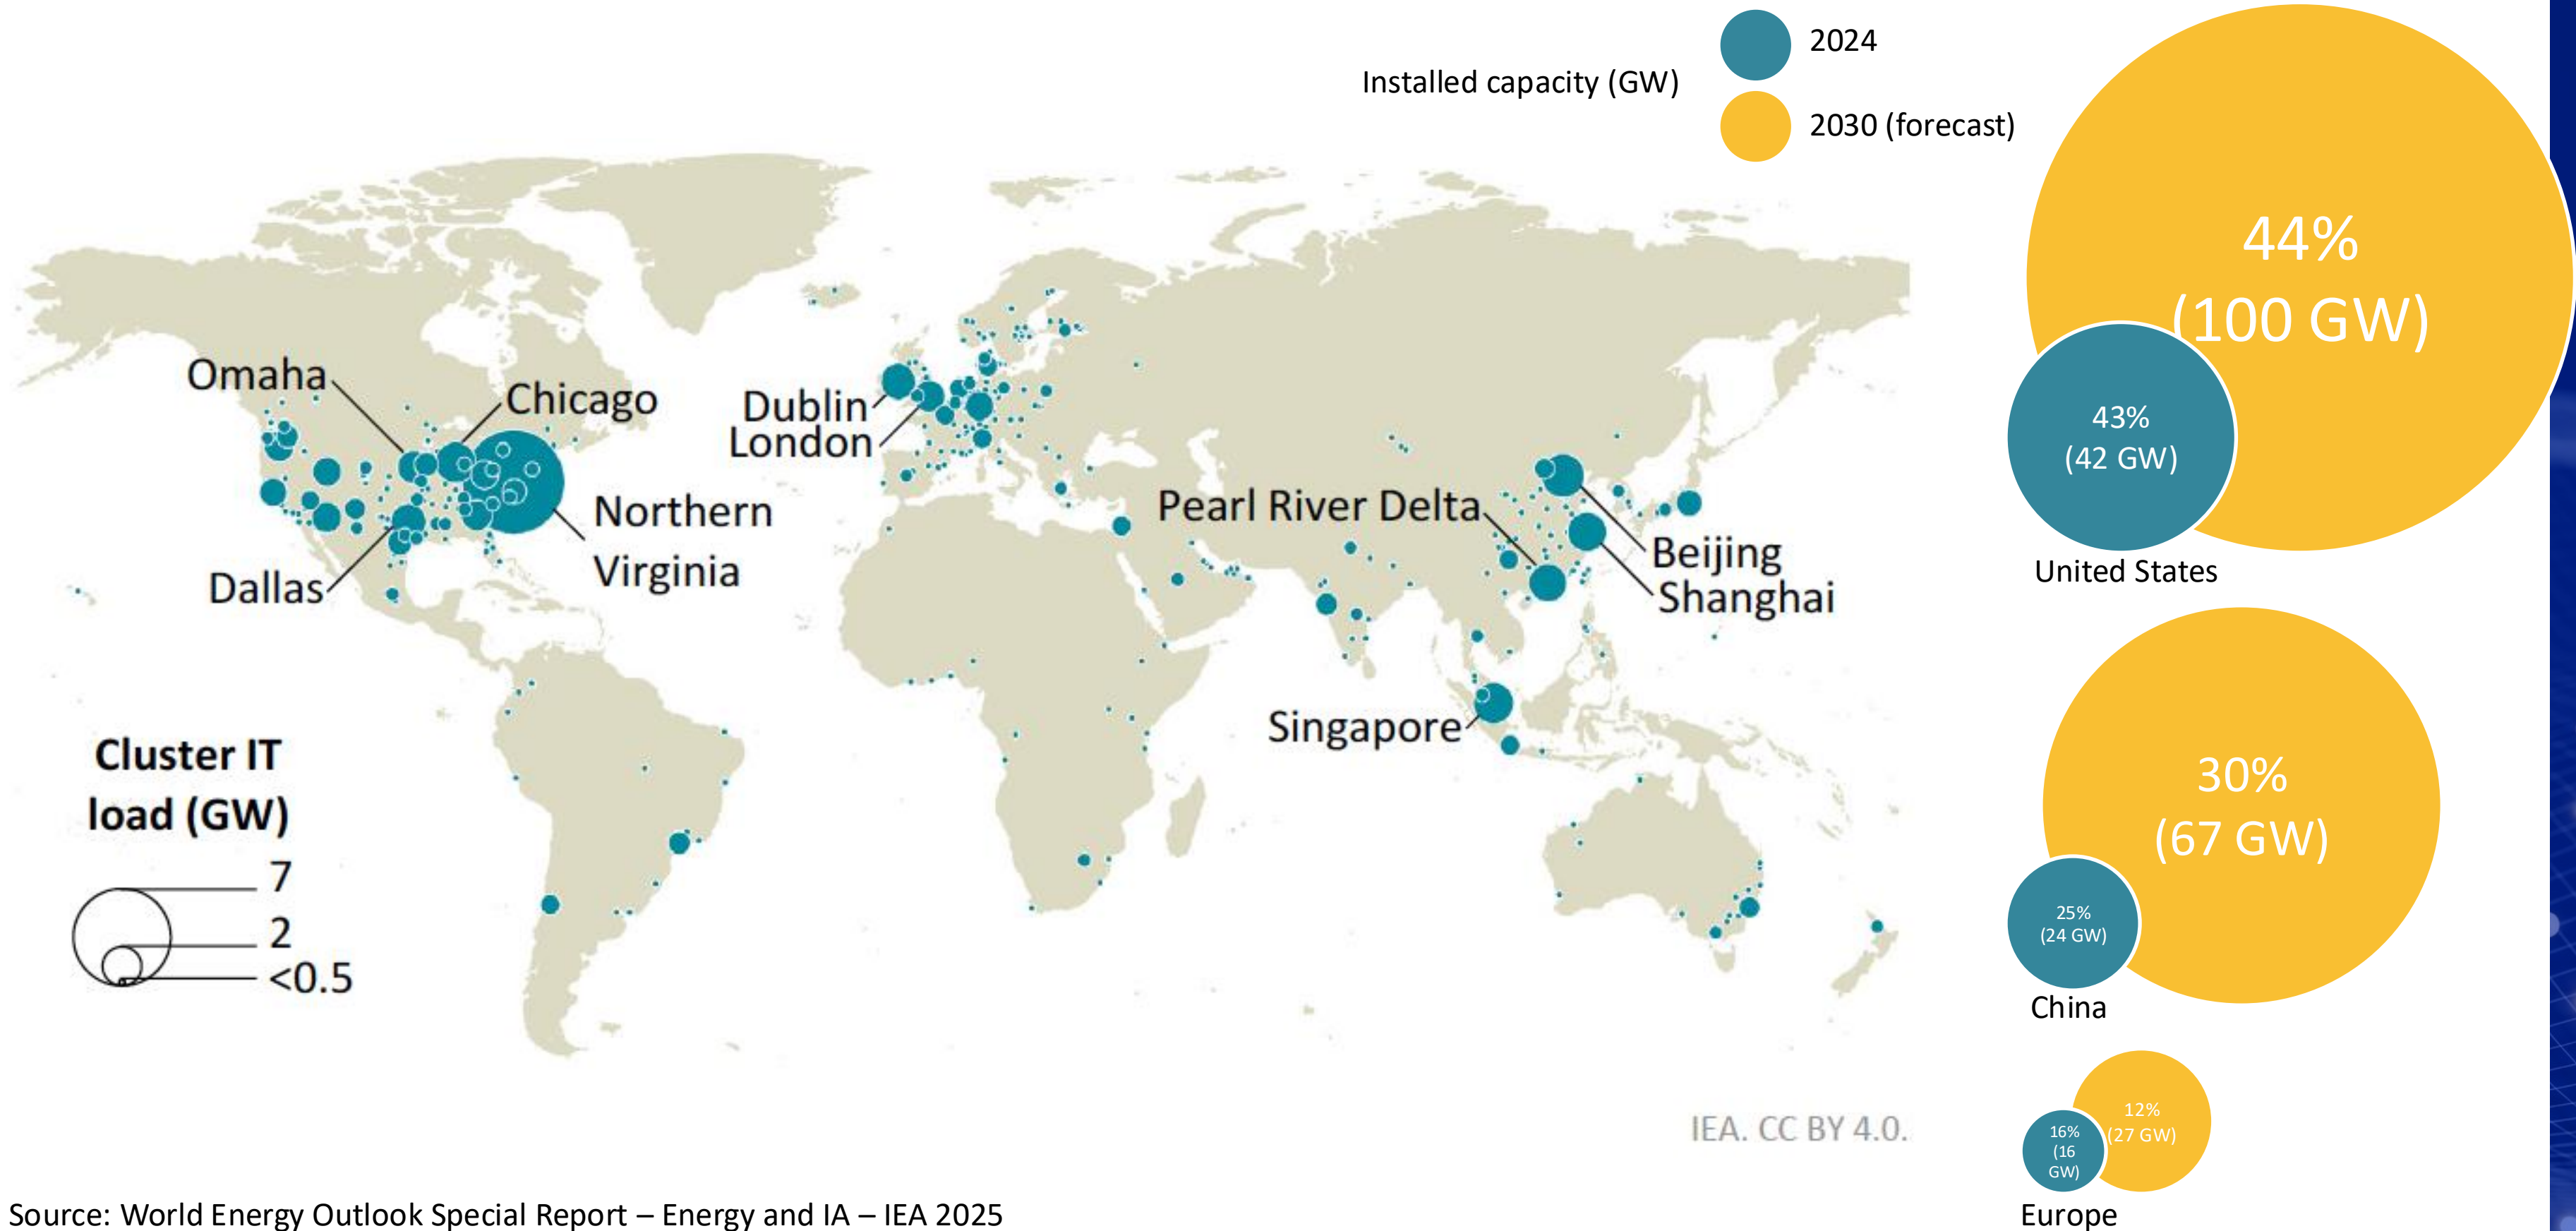 Installed capacity (GW)
2024
2030 (forecast)
Omaha
Chicago
Northern
Virginia
Dallas
Dublin
London
Pearl River Delta
Beijing
Shanghai
Singapore
Cluster IT
load (GW)
7
2
<0.5
44%
(100 GW)
43%
(42 GW)
United States
30%
(67 GW)
25%
(24 GW)
China
12%
(27 GW)
16%
(16
GW)
Europe
IEA. CC BY 4.0.
Source: World Energy Outlook Special Report – Energy and IA – IEA 2025